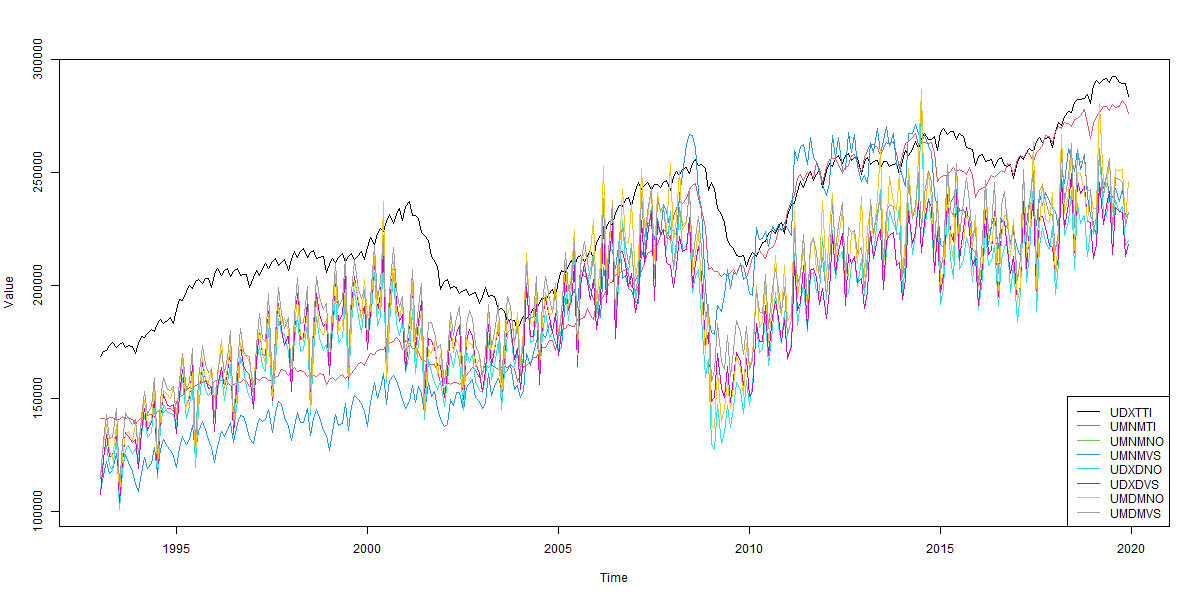 300000
250000
200000
150000
100000
Value
1995
2000
2005
2010
2015
2020
Time
UDXTTI
UMNMTI
UMNMNO
UMNMVS
UDXDNO
UDXDVS
UMDMNO
UMDMVS